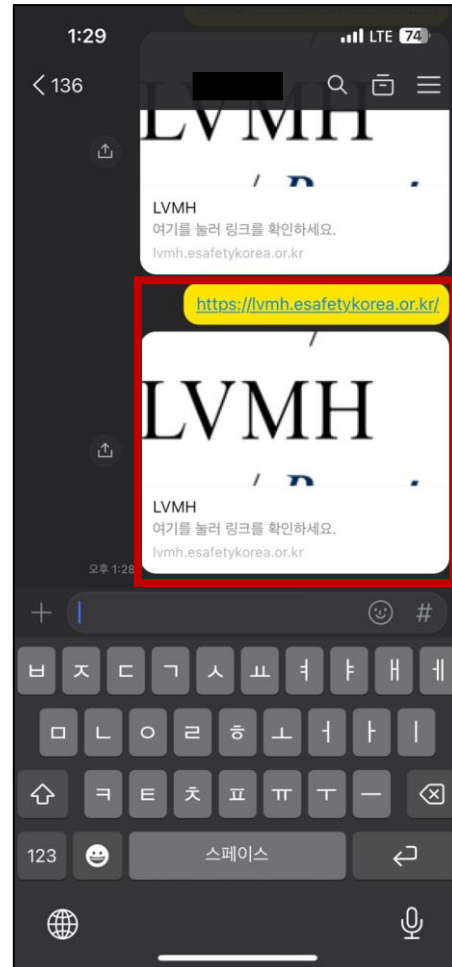 1:29
LTE 74
136
LVMH
LVMH
여기를 눌러 링크를 확인하세요.
lvmh.esafetykorea.or.kr
https://lvmh.esafetykorea.or.kr/
LVMH
LVMH
여기를 눌러 링크를 확인하세요.
lvmh.esafetykorea.or.kr
오후 1:28
#
ㅂ ㅈ ㄷ ㄱ ㅅ ㅛ ㅕ ㅑ ㅐ ㅔ
ㅁ ㄴ ㅇ ㄹ ㅎ ㅗ ㅓ ㅏ ㅣ
ㅋ ㅌ ㅊ ㅍ ㅠ ㅜ ㅡ
123 스페이스